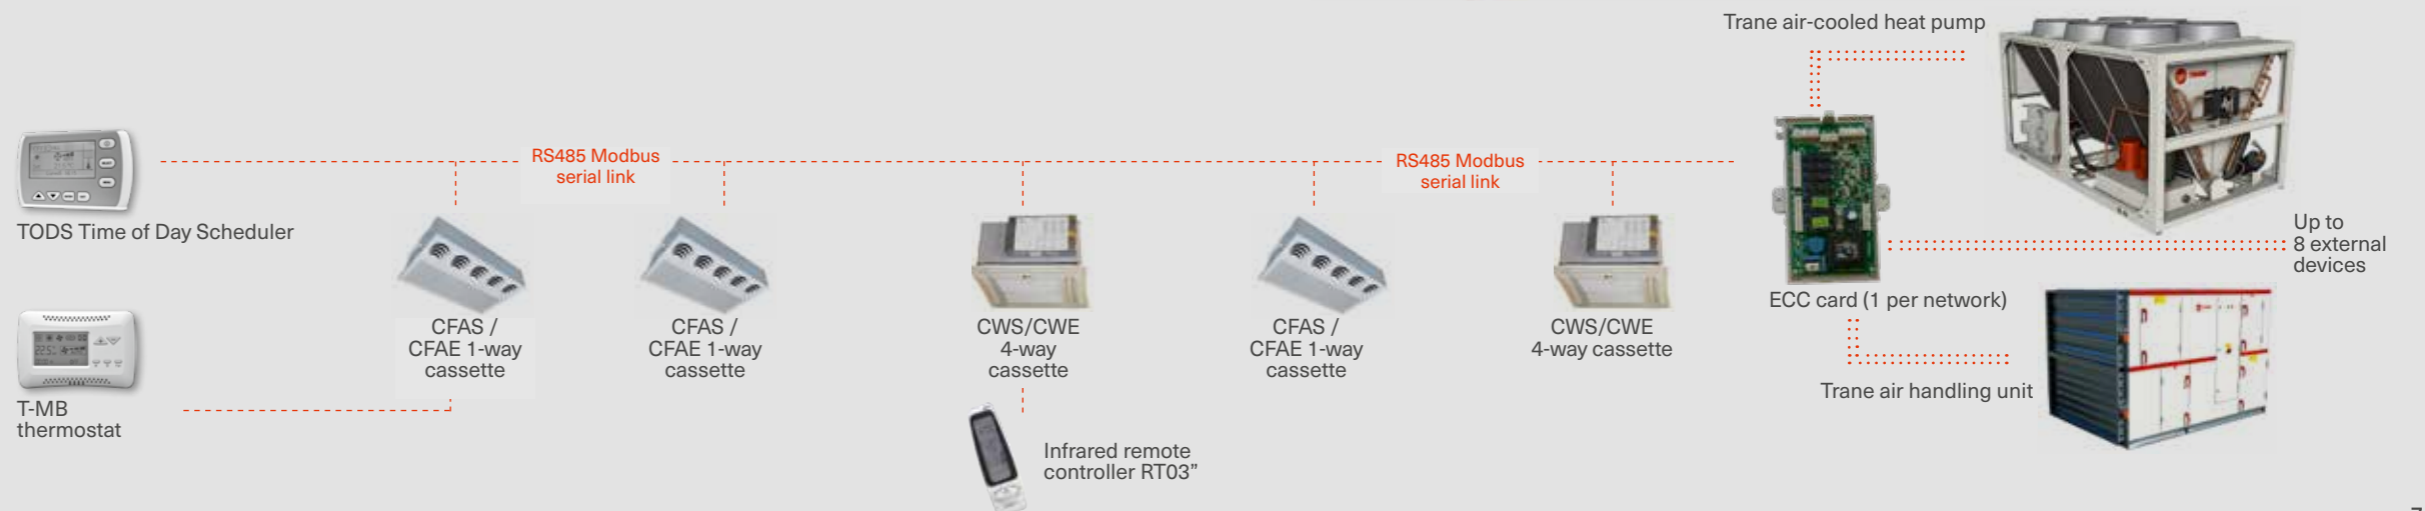 Trane air-cooled heat pump
RS485 Modbus
serial link
RS485 Modbus
serial link
TODS Time of Day Scheduler
Up to
8 external
devices
ECC card (1 per network)
CFAS /
CFAE 1-way
cassette
CFAS /
CFAE 1-way
cassette
CWS/CWE
4-way
cassette
CFAS /
CFAE 1-way
cassette
CWS/CWE
4-way cassette
Trane air handling unit
T-MB
thermostat
Infrared remote
controller RT03”